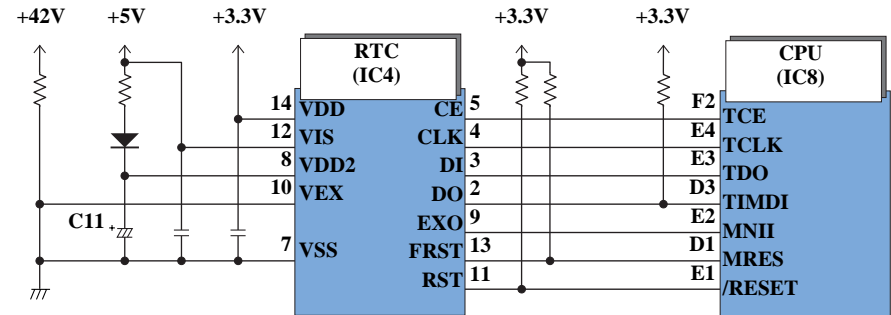 +42V +5V +3.3V +3.3V +3.3V
RTC
(IC4)
CPU
(IC8)
14 VDD CE 5 F2 TCE
12 VIS CLK 4 E4 TCLK
8 VDD2 DI 3 E3 TDO
10 VEX DO 2 D3 TIMDI
C11 + EXO 9 E2 MNII
7 VSS FRST 13 D1 MRES
RST 11 E1 /RESET